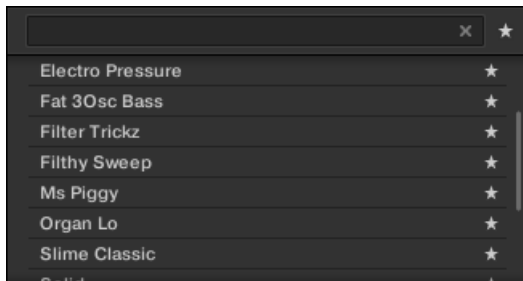 Electro Pressure
Fat 3Osc Bass
Filter Trickz
Filthy Sweep
Ms Piggy
Organ Lo
Slime Classic